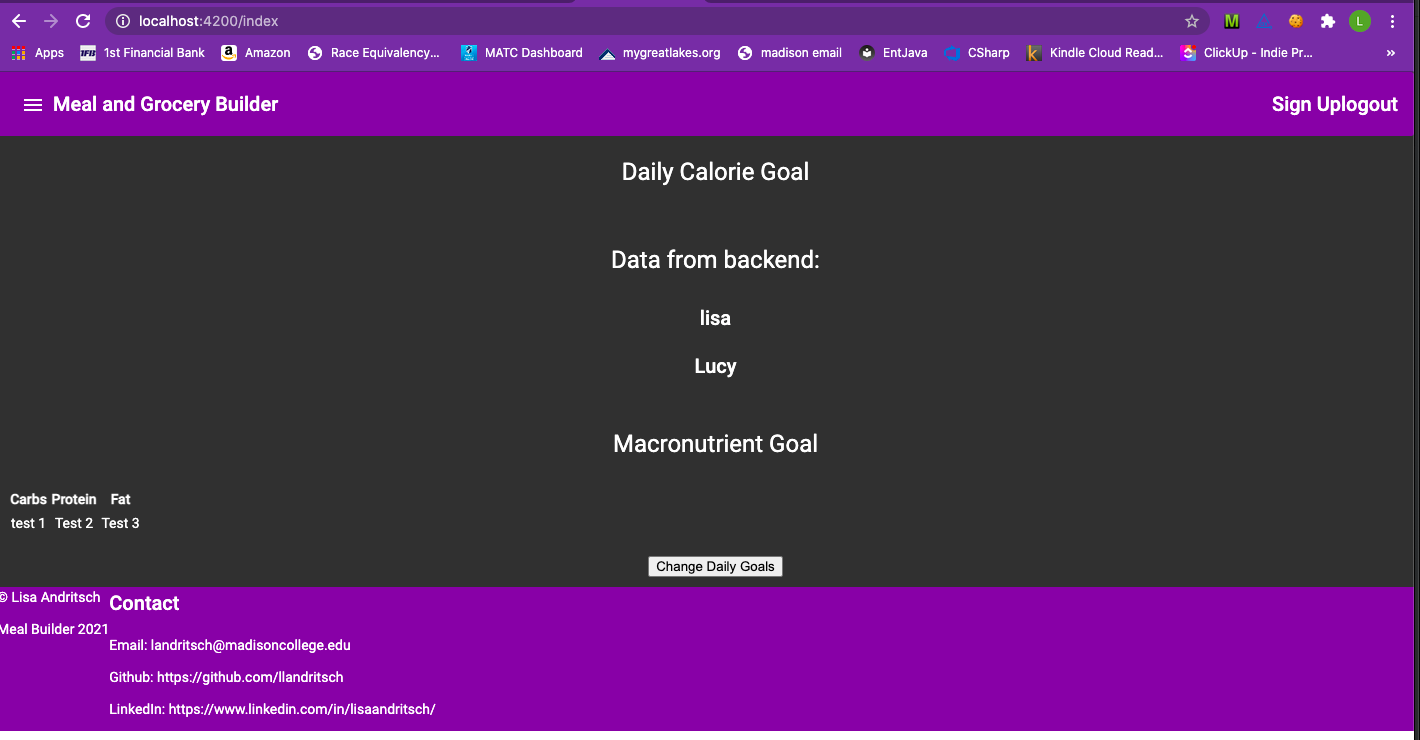 localhost:4200/index
M
L
Apps 1st Financial Bank Amazon Race Equivalency... MATC Dashboard mygreatlakes.org madison email EntJava CSharp Kindle Cloud Read... ClickUp - Indie Pr... »
Meal and Grocery Builder
Sign Uplogout
Daily Calorie Goal
Data from backend:
lisa
Lucy
Macronutrient Goal
Carbs Protein Fat
test 1 Test 2 Test 3
Change Daily Goals
© Lisa Andritsch
Meal Builder 2021
Contact
Email: landritsch@madisoncollege.edu
Github: https://github.com/llandritsch
LinkedIn: https://www.linkedin.com/in/lisaandritsch/